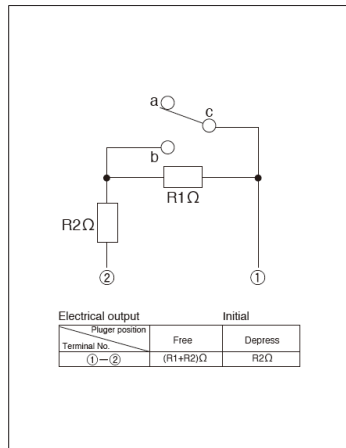 a
c
b
R1Ω
R2Ω
② ①
Electrical output Initial
Pluger position
Terminal No.
Free Depress
①—② (R1+R2)Ω R2Ω